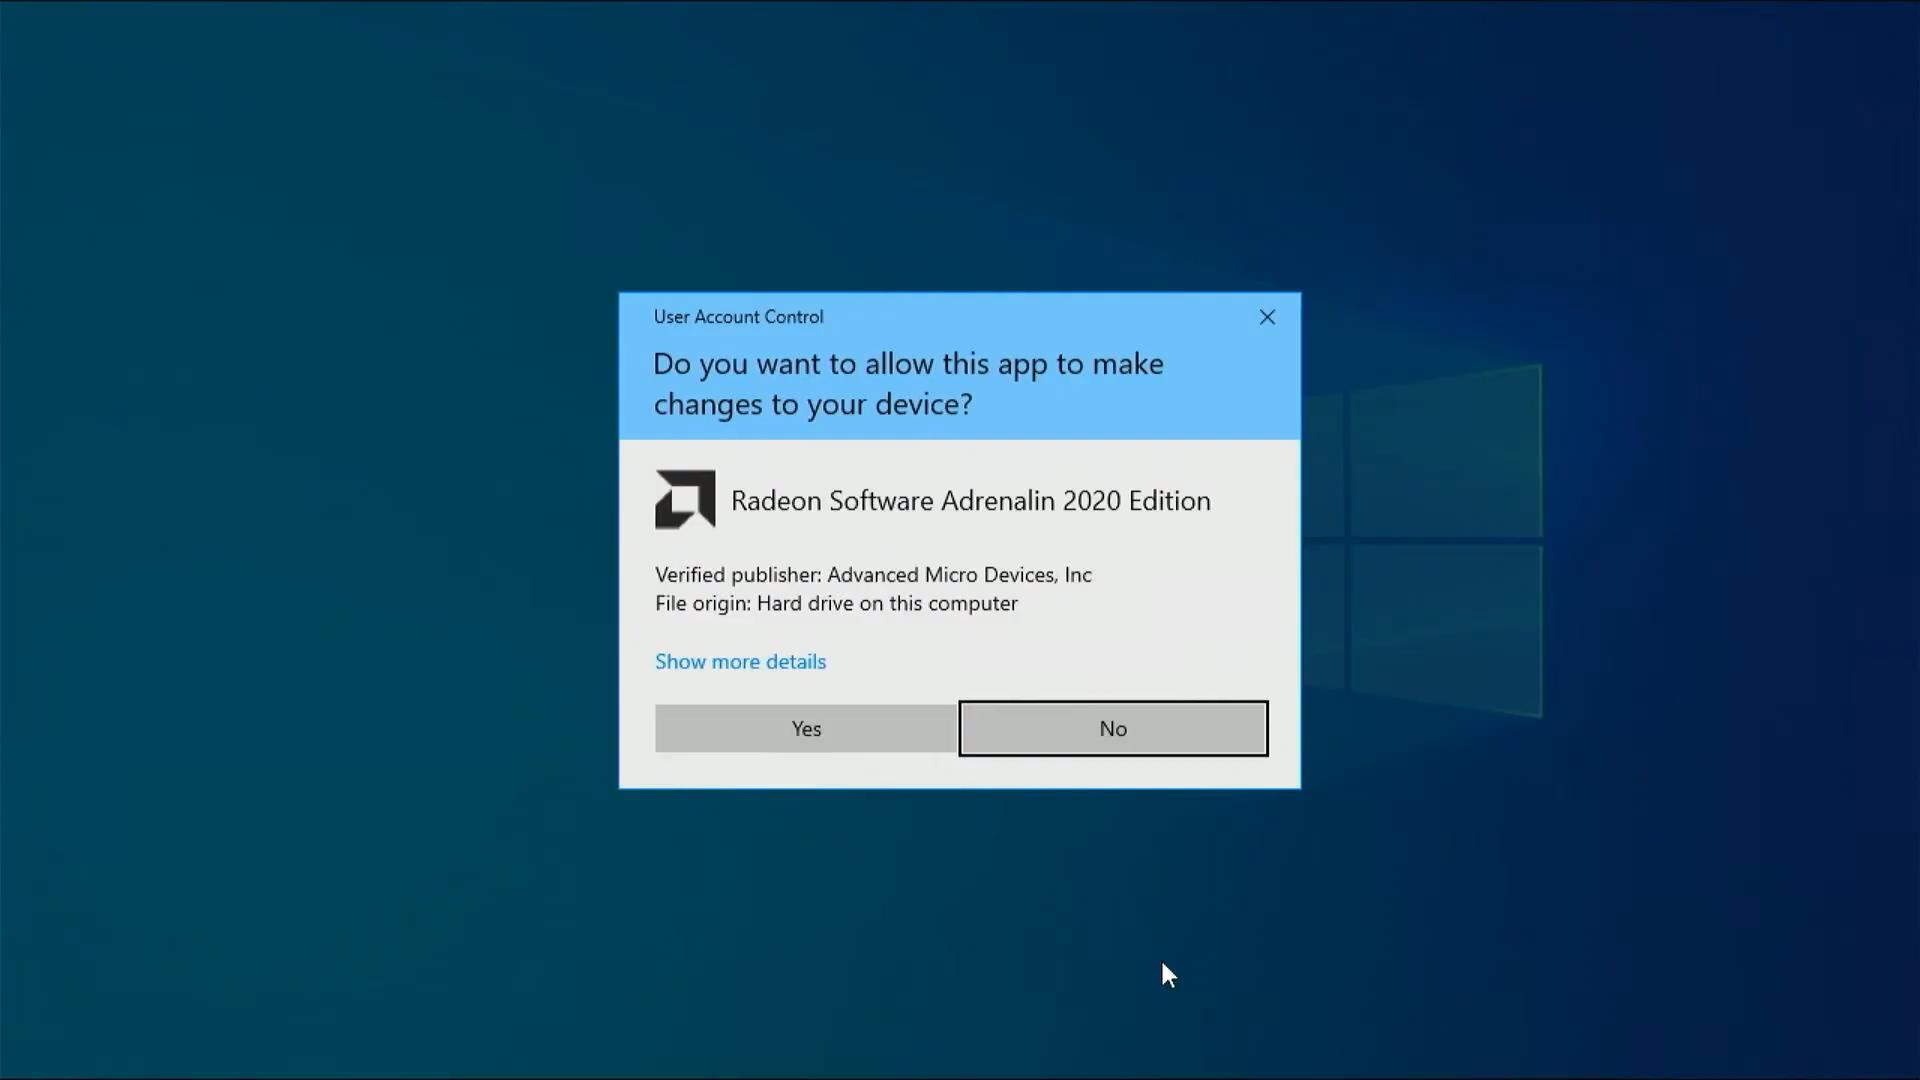 User Account Control
Do you want to allow this app to make
changes to your device?
Radeon Software Adrenalin 2020 Edition
Verified publisher: Advanced Micro Devices, Inc
File origin: Hard drive on this computer
Show more details
Yes
No